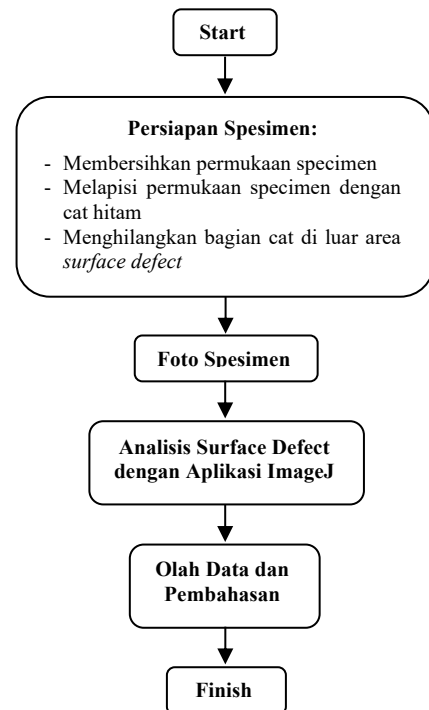 Start
Persiapan Spesimen:
- Membersihkan permukaan specimen
- Melapisi permukaan specimen dengan
cat hitam
- Menghilangkan bagian cat di luar area
surface defect
Foto Spesimen
Analisis Surface Defect
dengan Aplikasi ImageJ
Olah Data dan
Pembahasan
Finish